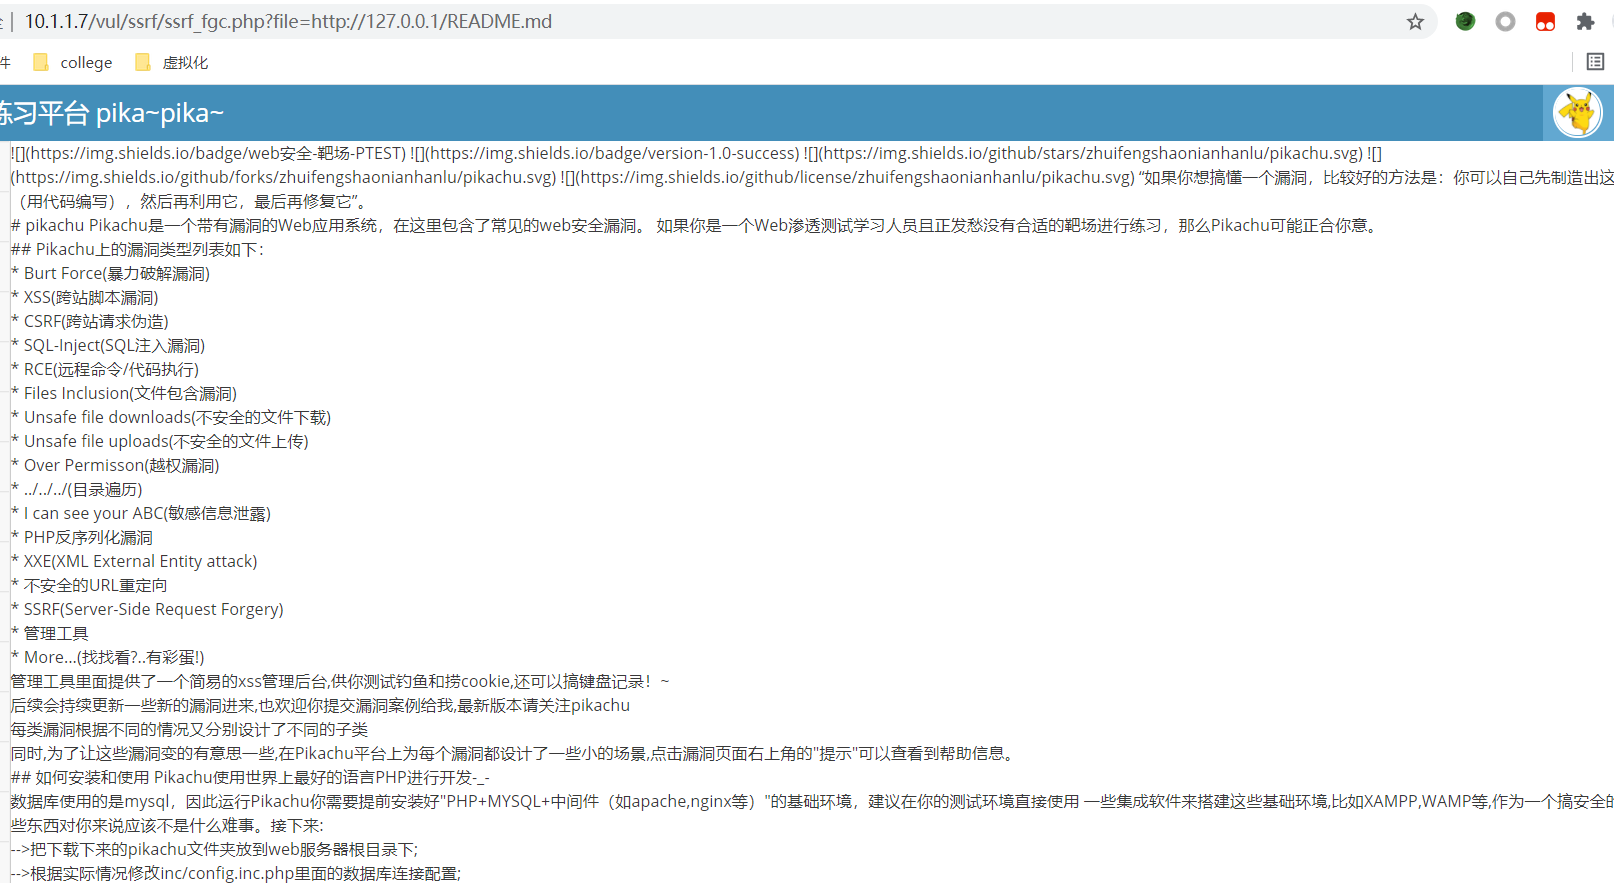 10.1.1.7/vul/ssrf/ssrf_fgc.php?file=http://127.0.0.1/README.md
件 college 虚拟化
练习平台 pika~pika~
![](https://img.shields.io/badge/web安全-靶场-PTEST) ![](https://img.shields.io/badge/version-1.0-success) ![](https://img.shields.io/github/stars/zhuifengshaonianhanlu/pikachu.svg) ![]
(https://img.shields.io/github/forks/zhuifengshaonianhanlu/pikachu.svg) ![](https://img.shields.io/github/license/zhuifengshaonianhanlu/pikachu.svg) “如果你想搞懂一个漏洞，比较好的方法是：你可以自己先制造出这
（用代码编写），然后再利用它，最后再修复它”。
# pikachu Pikachu是一个带有漏洞的Web应用系统，在这里包含了常见的web安全漏洞。 如果你是一个Web渗透测试学习人员且正发愁没有合适的靶场进行练习，那么Pikachu可能正合你意。
## Pikachu上的漏洞类型列表如下：
* Burt Force(暴力破解漏洞)
* XSS(跨站脚本漏洞)
* CSRF(跨站请求伪造)
* SQL-Inject(SQL注入漏洞)
* RCE(远程命令/代码执行)
* Files Inclusion(文件包含漏洞)
* Unsafe file downloads(不安全的文件下载)
* Unsafe file uploads(不安全的文件上传)
* Over Permisson(越权漏洞)
* ../../../(目录遍历)
* I can see your ABC(敏感信息泄露)
* PHP反序列化漏洞
* XXE(XML External Entity attack)
* 不安全的URL重定向
* SSRF(Server-Side Request Forgery)
* 管理工具
* More...(找找看?..有彩蛋!)
管理工具里面提供了一个简易的xss管理后台,供你测试钓鱼和捞cookie,还可以搞键盘记录！~
后续会持续更新一些新的漏洞进来,也欢迎你提交漏洞案例给我,最新版本请关注pikachu
每类漏洞根据不同的情况又分别设计了不同的子类
同时,为了让这些漏洞变的有意思一些,在Pikachu平台上为每个漏洞都设计了一些小的场景,点击漏洞页面右上角的"提示"可以查看到帮助信息。
## 如何安装和使用 Pikachu使用世界上最好的语言PHP进行开发-_-
数据库使用的是mysql，因此运行Pikachu你需要提前安装好"PHP+MYSQL+中间件（如apache,nginx等）"的基础环境，建议在你的测试环境直接使用 一些集成软件来搭建这些基础环境,比如XAMPP,WAMP等,作为一个搞安全的
些东西对你来说应该不是什么难事。接下来:
-->把下载下来的pikachu文件夹放到web服务器根目录下;
-->根据实际情况修改inc/config.inc.php里面的数据库连接配置;